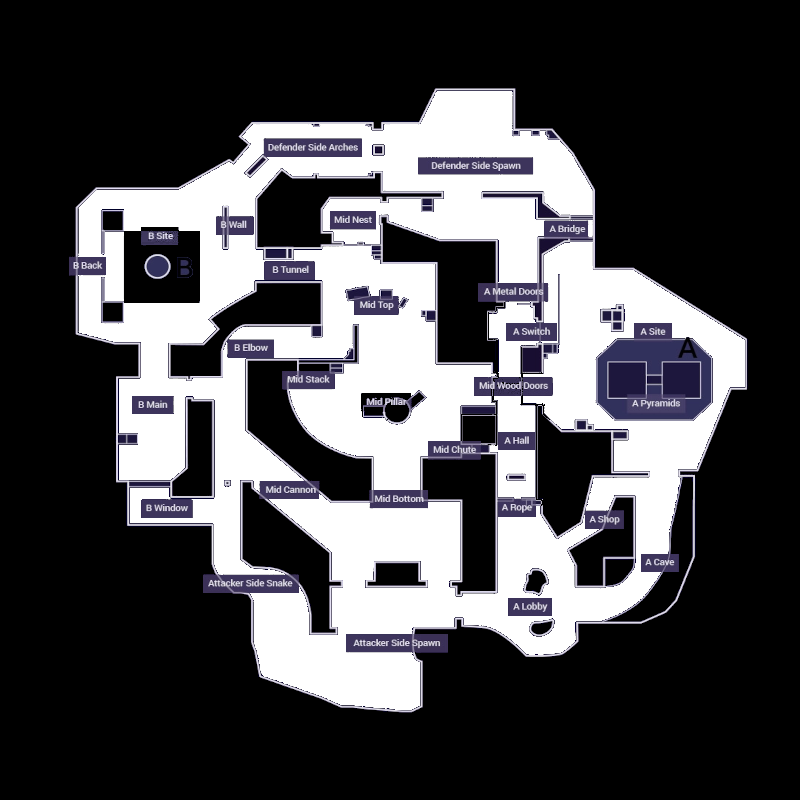 Defender Side Arches
Defender Side Spawn
Mid Nest
B Wall
A Bridge
B Site
B Back
B
B Tunnel
A Metal Doors
Mid Top
A Switch
A Site
A
B Elbow
Mid Stack
Mid Wood Doors
Mid Pillar
A Pyramids
B Main
A Hall
Mid Chute
Mid Cannon
Mid Bottom
B Window
A Rope
A Shop
A Cave
Attacker Side Snake
A Lobby
Attacker Side Spawn